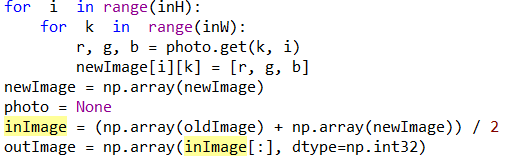 for i in range(inH):
    for k in range(inW):
        r, g, b = photo.get(k, i)
        newImage[i][k] = [r, g, b]
newImage = np.array(newImage)
photo = None
inImage = (np.array(oldImage) + np.array(newImage)) / 2
outImage = np.array(inImage[:], dtype=np.int32)